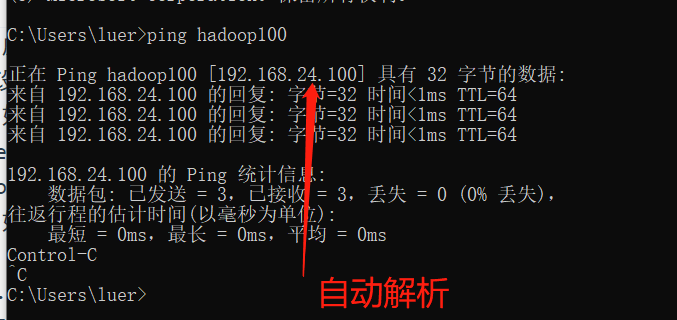 C:\Users\luer>ping hadoop100
正在 Ping hadoop100 [192.168.24.100] 具有 32 字节的数据:
来自 192.168.24.100 的回复: 字节=32 时间<1ms TTL=64
来自 192.168.24.100 的回复: 字节=32 时间<1ms TTL=64
来自 192.168.24.100 的回复: 字节=32 时间<1ms TTL=64
192.168.24.100 的 Ping 统计信息:
数据包: 已发送 = 3，已接收 = 3，丢失 = 0 (0% 丢失)，
往返行程的估计时间(以毫秒为单位):
最短 = 0ms，最长 = 0ms，平均 = 0ms
Control-C
^C
C:\Users\luer>
自动解析